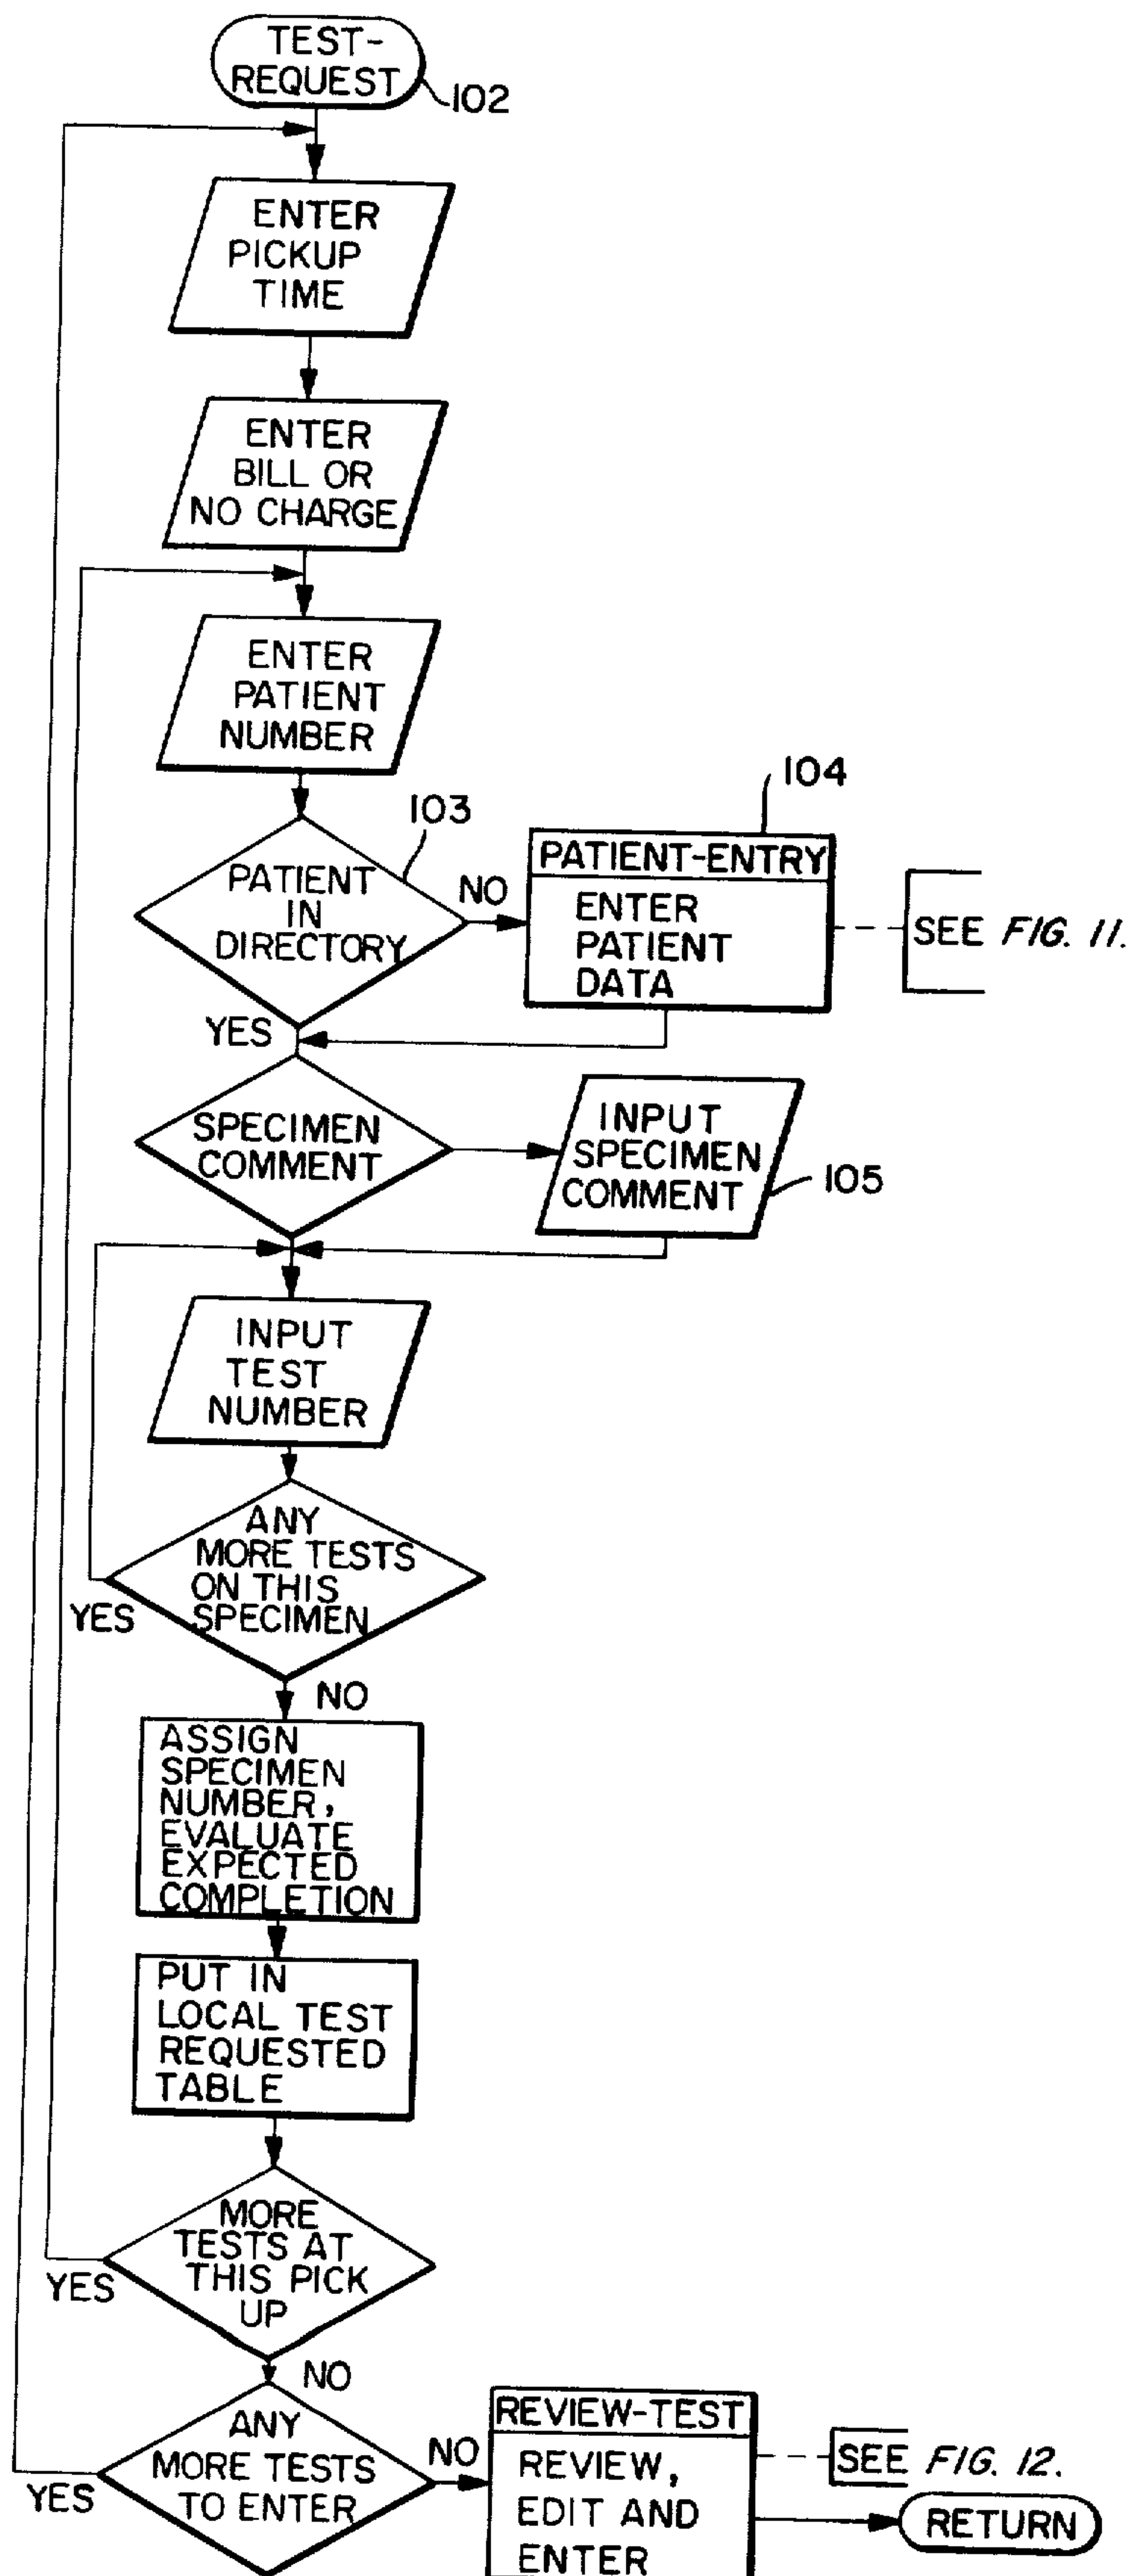 TEST-
REQUEST
102
ENTER
PICKUP
TIME
ENTER
BILL OR
NO CHARGE
ENTER
PATIENT
NUMBER
103
PATIENT
IN
DIRECTORY
NO
YES
104
PATIENT-ENTRY
ENTER
PATIENT
DATA
SEE FIG. 11.
SPECIMEN
COMMENT
INPUT
SPECIMEN
COMMENT
105
INPUT
TEST
NUMBER
ANY
MORE TESTS
ON THIS
SPECIMEN
YES
NO
ASSIGN
SPECIMEN
NUMBER,
EVALUATE
EXPECTED
COMPLETION
PUT IN
LOCAL TEST
REQUESTED
TABLE
MORE
TESTS AT
THIS PICK
UP
YES
NO
ANY
MORE TESTS
TO ENTER
YES
NO
REVIEW-TEST
REVIEW,
EDIT AND
ENTER
SEE FIG. 12.
RETURN